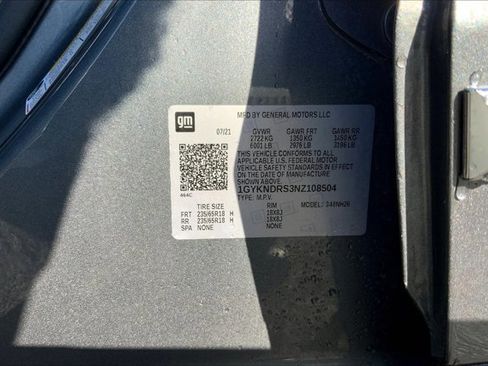 gm
MFD BY GENERAL MOTORS LLC
07/21 GVWR GAWR FRT GAWR RR
2722 KG 1350 KG 1450 KG
6001 LB 2976 LB 3196 LB
THIS VEHICLE CONFORMS TO ALL
APPLICABLE U.S. FEDERAL MOTOR
VEHICLE SAFETY STANDARDS IN EFFECT
ON THE DATE OF MANUFACTURE
SHOWN ABOVE.
1GYKNDRS3NZ108504
TYPE: M.P.V.
464C
TIRE SIZE RIM MODEL:
FRT 235/65R18 H 18X8J
RR 235/65R18 H 18X8J
SPA NONE NONE